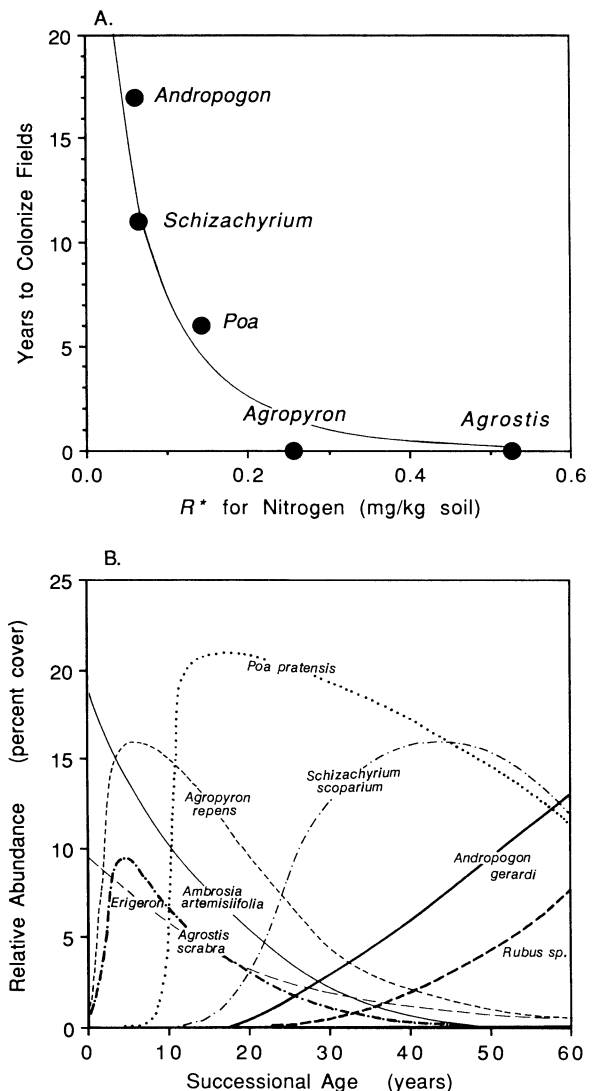 A.
20
15
10
5
0
Years to Colonize Fields
Andropogon
Schizachyrium
Poa
Agropyron
Agrostis
0.0 0.2 0.4 0.6
R* for Nitrogen (mg/kg soil)
B.
25
20
15
10
5
0
Relative Abundance (percent cover)
Poa pratensis
Schizachyrium
scoparium
Agropyron
repens
Andropogon
gerardi
Erigeron
Ambrosia
artemisiifolia
Agrostis
scrabra
Rubus sp.
0 10 20 30 40 50 60
Successional Age (years)